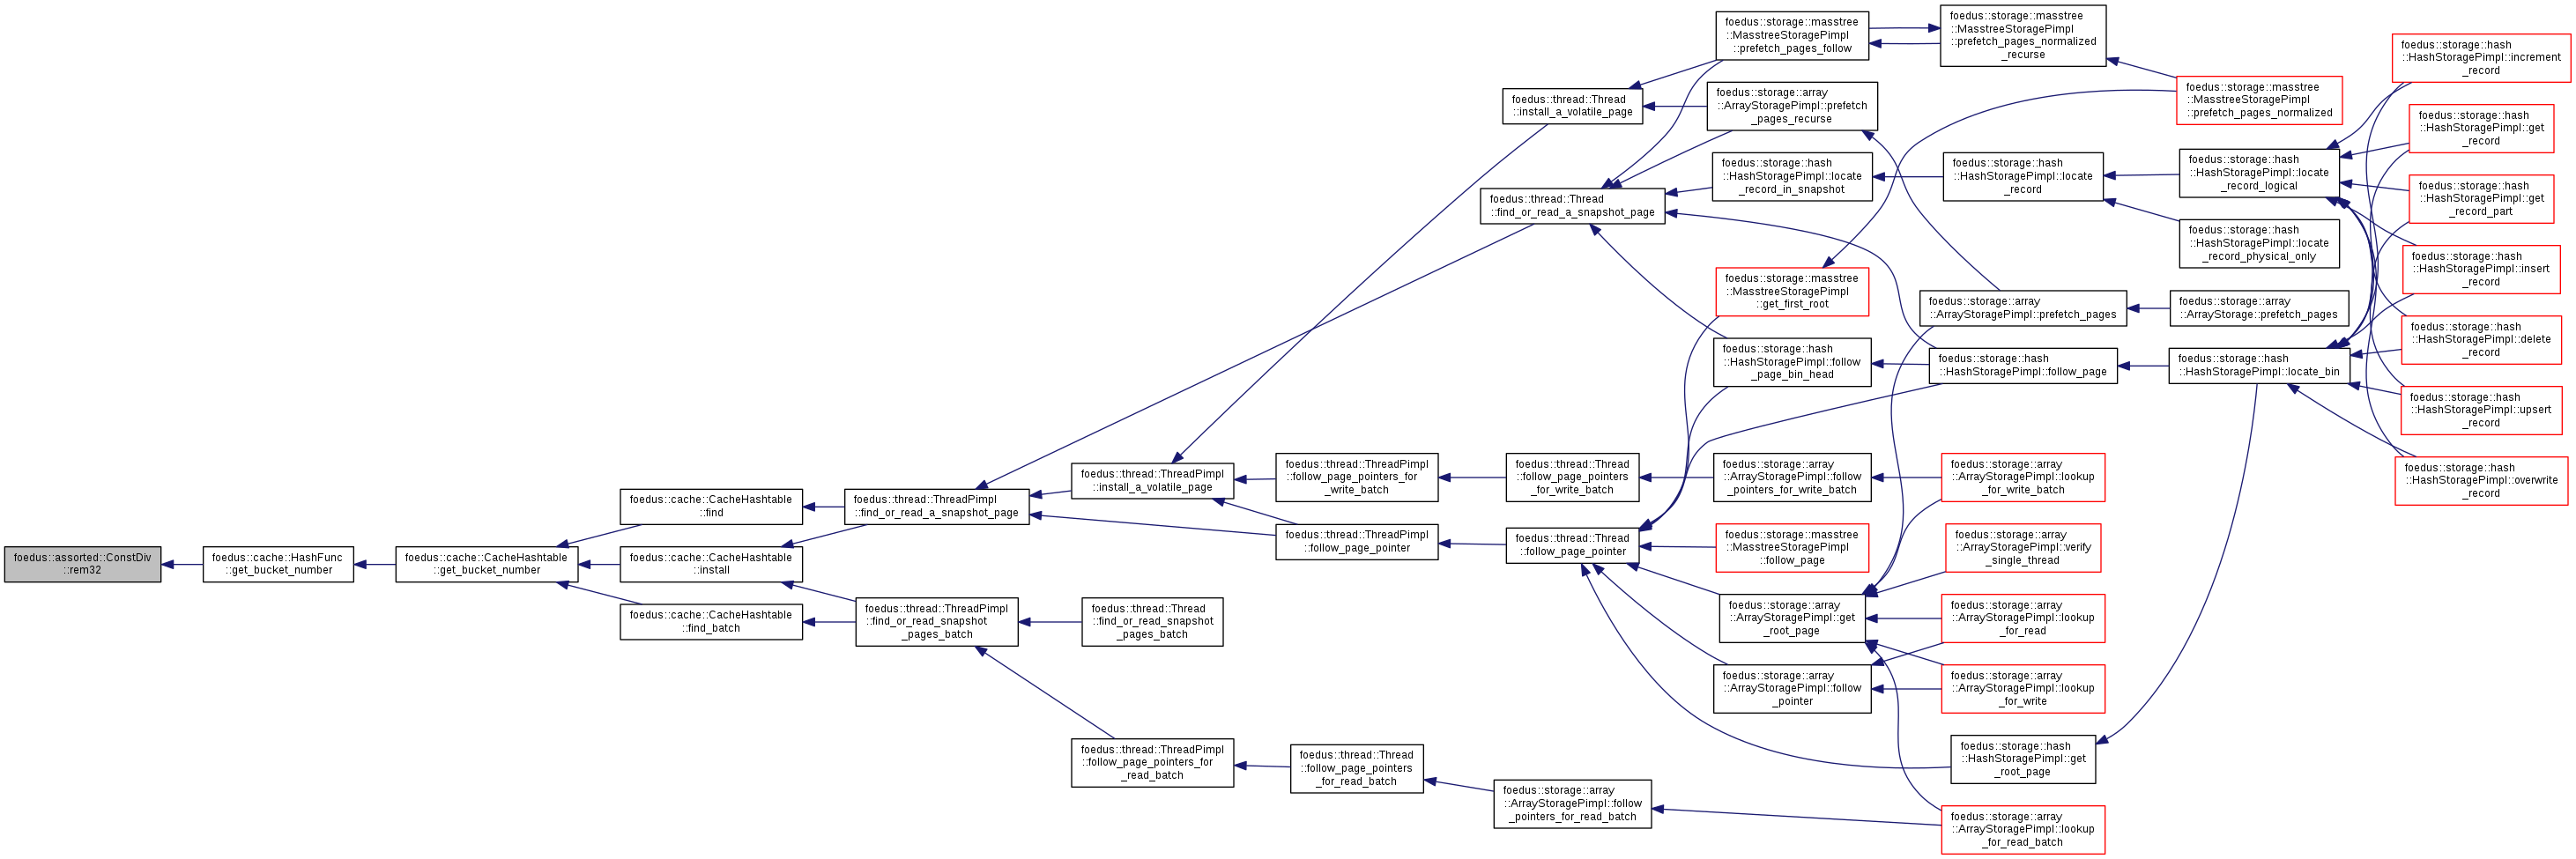 foedus::assorted::ConstDiv
::rem32
foedus::cache::HashFunc
::get_bucket_number
foedus::cache::CacheHashtable
::get_bucket_number
foedus::cache::CacheHashtable
::find
foedus::cache::CacheHashtable
::install
foedus::cache::CacheHashtable
::find_batch
foedus::thread::ThreadPimpl
::find_or_read_a_snapshot_page
foedus::thread::ThreadPimpl
::find_or_read_snapshot
_pages_batch
foedus::thread::ThreadPimpl
::install_a_volatile_page
foedus::thread::Thread
::find_or_read_snapshot
_pages_batch
foedus::thread::ThreadPimpl
::follow_page_pointers_for
_read_batch
foedus::thread::ThreadPimpl
::follow_page_pointers_for
_write_batch
foedus::thread::ThreadPimpl
::follow_page_pointer
foedus::thread::Thread
::follow_page_pointers
_for_read_batch
foedus::thread::Thread
::install_a_volatile_page
foedus::thread::Thread
::find_or_read_a_snapshot_page
foedus::thread::Thread
::follow_page_pointers
_for_write_batch
foedus::thread::Thread
::follow_page_pointer
foedus::storage::array
::ArrayStoragePimpl::follow
_pointers_for_read_batch
foedus::storage::masstree
::MasstreeStoragePimpl
::prefetch_pages_follow
foedus::storage::array
::ArrayStoragePimpl::prefetch
_pages_recurse
foedus::storage::hash
::HashStoragePimpl::locate
_record_in_snapshot
foedus::storage::masstree
::MasstreeStoragePimpl
::get_first_root
foedus::storage::hash
::HashStoragePimpl::follow
_page_bin_head
foedus::storage::array
::ArrayStoragePimpl::follow
_pointers_for_write_batch
foedus::storage::masstree
::MasstreeStoragePimpl
::follow_page
foedus::storage::array
::ArrayStoragePimpl::get
_root_page
foedus::storage::array
::ArrayStoragePimpl::follow
_pointer
foedus::storage::masstree
::MasstreeStoragePimpl
::prefetch_pages_normalized
_recurse
foedus::storage::hash
::HashStoragePimpl::locate
_record
foedus::storage::array
::ArrayStoragePimpl::prefetch_pages
foedus::storage::hash
::HashStoragePimpl::follow_page
foedus::storage::array
::ArrayStoragePimpl::lookup
_for_write_batch
foedus::storage::array
::ArrayStoragePimpl::verify
_single_thread
foedus::storage::array
::ArrayStoragePimpl::lookup
_for_read
foedus::storage::array
::ArrayStoragePimpl::lookup
_for_write
foedus::storage::hash
::HashStoragePimpl::get
_root_page
foedus::storage::array
::ArrayStoragePimpl::lookup
_for_read_batch
foedus::storage::masstree
::MasstreeStoragePimpl
::prefetch_pages_normalized
foedus::storage::hash
::HashStoragePimpl::locate
_record_logical
foedus::storage::hash
::HashStoragePimpl::locate
_record_physical_only
foedus::storage::array
::ArrayStorage::prefetch_pages
foedus::storage::hash
::HashStoragePimpl::locate_bin
foedus::storage::hash
::HashStoragePimpl::increment
_record
foedus::storage::hash
::HashStoragePimpl::get
_record
foedus::storage::hash
::HashStoragePimpl::get
_record_part
foedus::storage::hash
::HashStoragePimpl::insert
_record
foedus::storage::hash
::HashStoragePimpl::delete
_record
foedus::storage::hash
::HashStoragePimpl::upsert
_record
foedus::storage::hash
::HashStoragePimpl::overwrite
_record